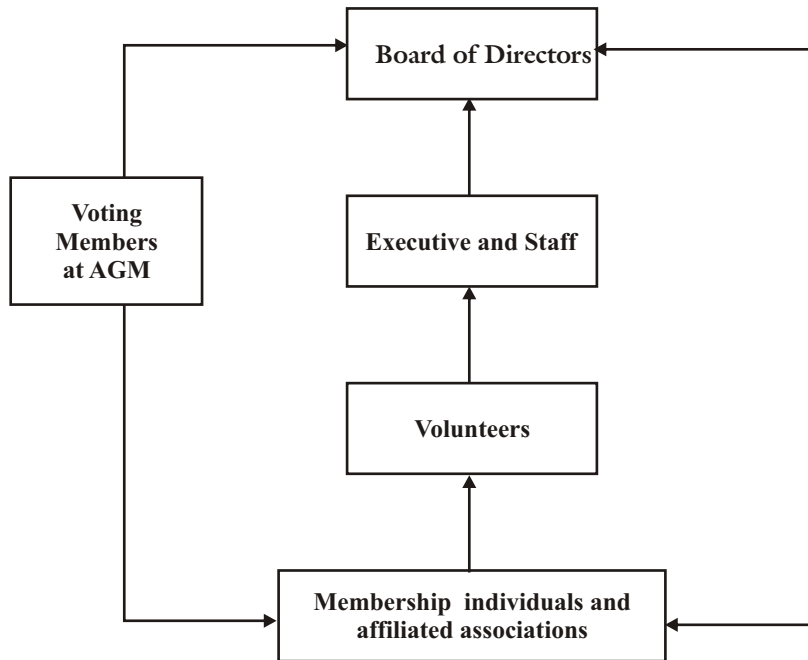 Board of Directors
Voting
Members
at AGM
Executive and Staff
Volunteers
Membership individuals and
affiliated associations